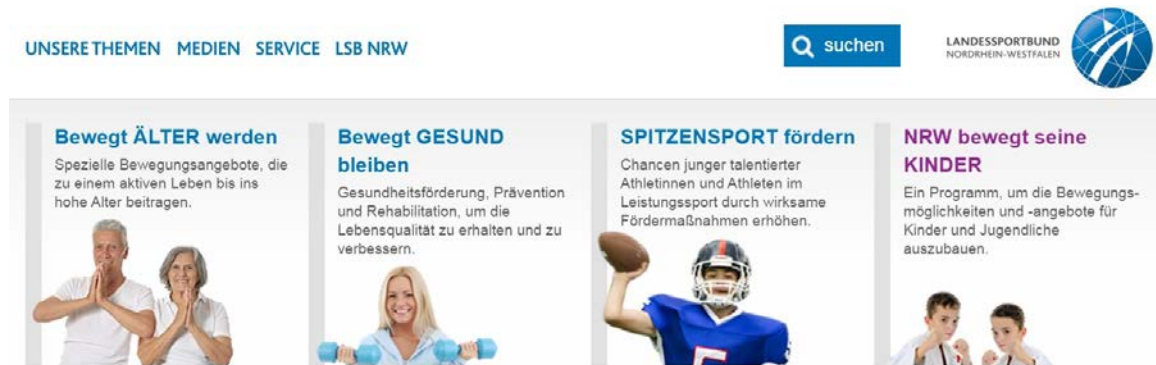 UNSERE THEMEN MEDIEN SERVICE LSB NRW
suchen
LANDESSPORTBUND
NORDRHEIN-WESTFALEN
Bewegt ÄLTER werden
Spezielle Bewegungsangebote, die
zu einem aktiven Leben bis ins
hohe Alter beitragen.
Bewegt GESUND
bleiben
Gesundheitsförderung, Prävention
und Rehabilitation, um die
Lebensqualität zu erhalten und zu
verbessern.
SPITZENSPORT fördern
Chancen junger talentierter
Athletinnen und Athleten im
Leistungssport durch wirksame
Fördermaßnahmen erhöhen.
NRW bewegt seine
KINDER
Ein Programm, um die Bewegungs-
möglichkeiten und -angebote für
Kinder und Jugendliche
auszubauen.